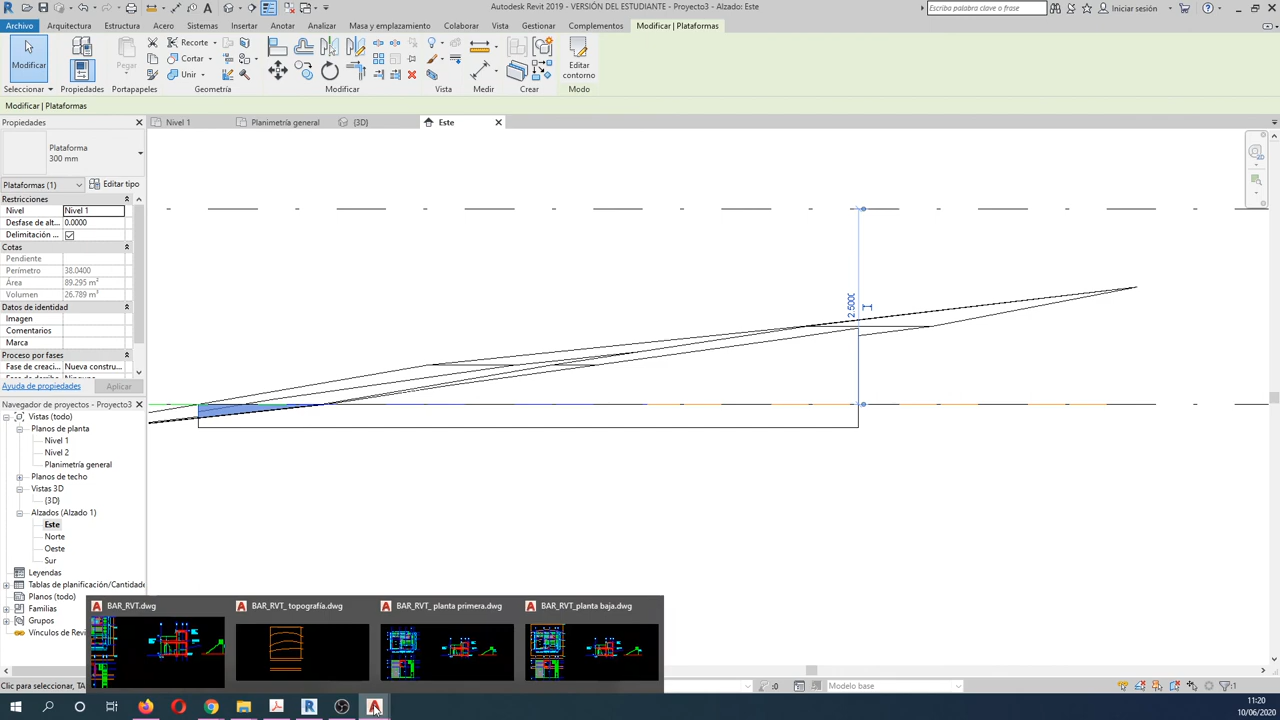 Autodesk Revit 2019 - VERSIÓN DEL ESTUDIANTE - Proyecto3 - Alzado: Este
Escriba palabra clave o frase
Iniciar sesión
Archivo Arquitectura Estructura Acero Sistemas Insertar Anotar Analizar Masa y emplazamiento Colaborar Vista Gestionar Complementos Modificar | Plataformas
Modificar
Pegar
Recorte
Cortar
Unir
Editar
contorno
Seleccionar Propiedades Portapapeles Geometría Modificar Vista Medir Crear Modo
Modificar | Plataformas
Propiedades
Nivel 1 Planimetría general {3D} Este
Plataforma
300 mm
Plataformas (1) Editar tipo
Restricciones
Nivel Nivel 1
Desfase de alt... 0.0000
Delimitación ...
Cotas
Pendiente
Perímetro 38.0400
Área 89.295 m²
Volumen 26.789 m³
Datos de identidad
Imagen
Comentarios
Marca
Proceso por fases
Fase de creaci... Nueva constru...
Ayuda de propiedades Aplicar
Navegador de proyectos - Proyecto3
Vistas (todo)
Planos de planta
Nivel 1
Nivel 2
Planimetría general
Planos de techo
Vistas 3D
{3D}
Alzados (Alzado 1)
Este
Norte
Oeste
Sur
Leyendas
Tablas de planificación/Cantidade
Planos (todo)
Familias
Grupos
Vínculos de Revi
2.5000
BAR_RVT.dwg
BAR_RVT_ topografía.dwg
BAR_RVT_ planta primera.dwg
BAR_RVT_planta baja.dwg
Clic para seleccionar, TA
:0
Modelo base
:1
11:20
10/06/2020